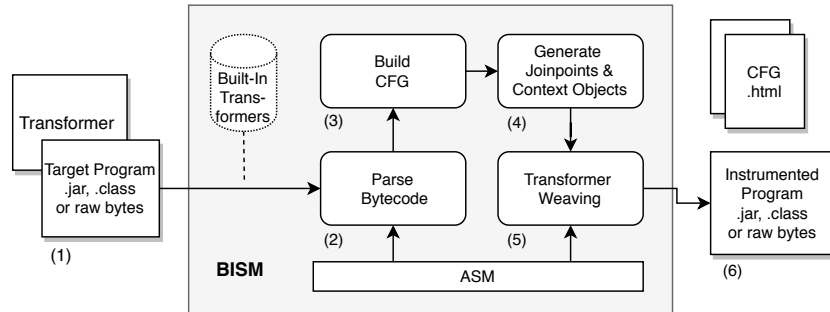 Transformer
Target Program
.jar, .class
or raw bytes
(1)
Built-In
Trans-
formers
BISM
Build
CFG
(3)
Generate
Joinpoints &
Context Objects
(4)
Parse
Bytecode
(2)
Transformer
Weaving
(5)
ASM
CFG
.html
Instrumented
Program
.jar, .class
or raw bytes
(6)